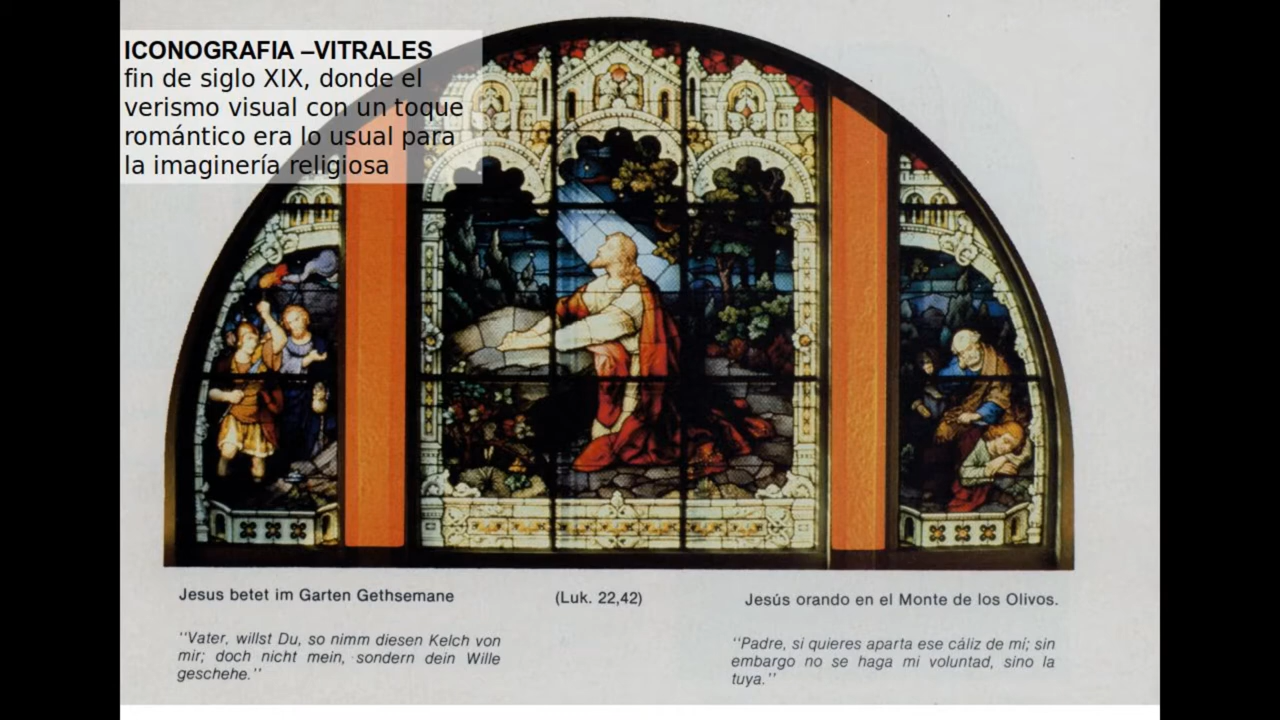 ICONOGRAFIA –VITRALES
fin de siglo XIX, donde el
verismo visual con un toque
romántico era lo usual para
la imaginería religiosa
Jesus betet im Garten Gethsemane
(Luk. 22,42)
Jesús orando en el Monte de los Olivos.
''Vater, willst Du, so nimm diesen Kelch von
mir; doch nicht mein, sondern dein Wille
geschehe.''
''Padre, si quieres aparta ese cáliz de mí; sin
embargo no se haga mi voluntad, sino la
tuya.''